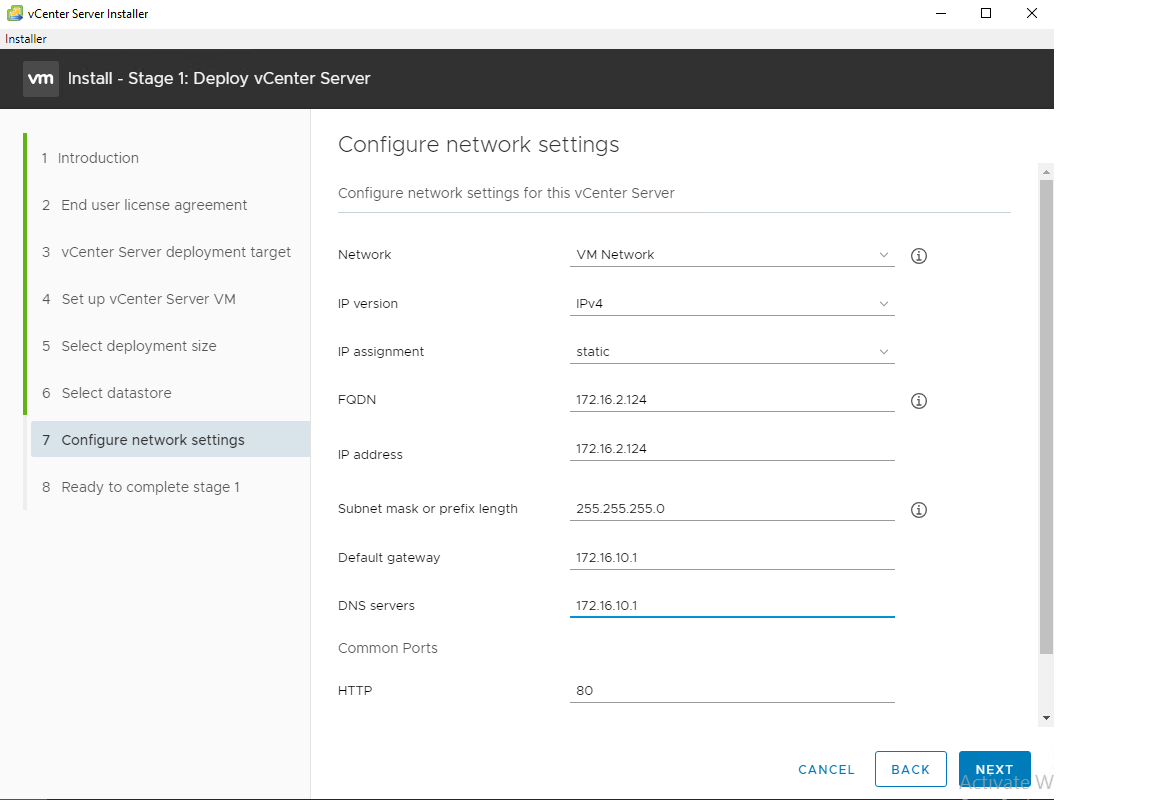 vCenter Server Installer
Installer
vm Install - Stage 1: Deploy vCenter Server
1 Introduction
2 End user license agreement
3 vCenter Server deployment target
4 Set up vCenter Server VM
5 Select deployment size
6 Select datastore
7 Configure network settings
8 Ready to complete stage 1
Configure network settings
Configure network settings for this vCenter Server
Network VM Network
IP version IPv4
IP assignment static
FQDN 172.16.2.124
IP address 172.16.2.124
Subnet mask or prefix length 255.255.255.0
Default gateway 172.16.10.1
DNS servers 172.16.10.1
Common Ports
HTTP 80
CANCEL BACK NEXT
Activate W